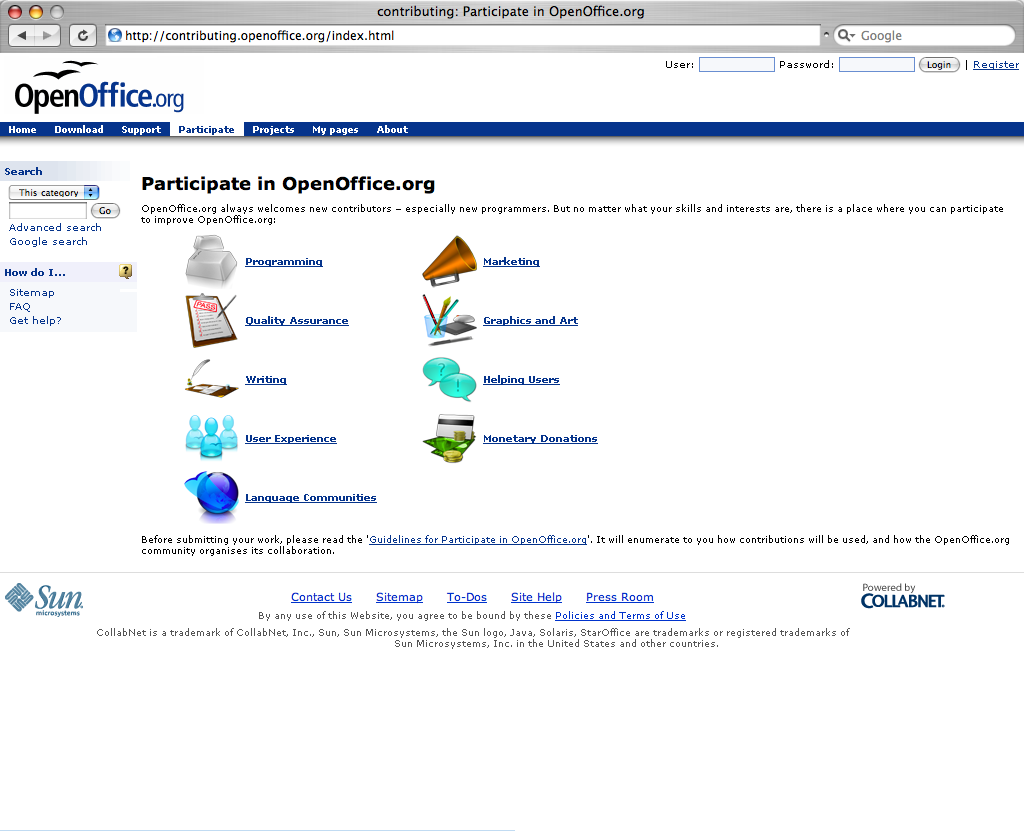 contributing: Participate in OpenOffice.org
http://contributing.openoffice.org/index.html
Google
User:
Password:
Login
| Register
OpenOffice.org
Home Download Support Participate Projects My pages About
Search
This category
Go
Advanced search
Google search
How do I...
?
Sitemap
FAQ
Get help?
Participate in OpenOffice.org
OpenOffice.org always welcomes new contributors – especially new programmers. But no matter what your skills and interests are, there is a place where you can participate
to improve OpenOffice.org:
Programming
Marketing
PASS
Quality Assurance
Graphics and Art
Writing
? !
Helping Users
User Experience
Monetary Donations
Language Communities
Before submitting your work, please read the 'Guidelines for Participate in OpenOffice.org'. It will enumerate to you how contributions will be used, and how the OpenOffice.org
community organises its collaboration.
Sun
microsystems
Contact Us Sitemap To-Dos Site Help Press Room
Powered by
COLLABNET.
By any use of this Website, you agree to be bound by these Policies and Terms of Use
CollabNet is a trademark of CollabNet, Inc., Sun, Sun Microsystems, the Sun logo, Java, Solaris, StarOffice are trademarks or registered trademarks of
Sun Microsystems, Inc. in the United States and other countries.